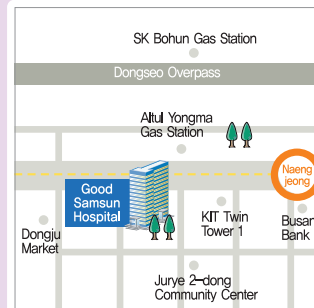 SK Bohun Gas Station
Dongseo Overpass
Altul Yongma
Gas Station
Naeng
jeong
Good
Samsun
Hospital
KIT Twin
Tower 1
Busan
Bank
Dongju
Market
Jurye 2-dong
Community Center